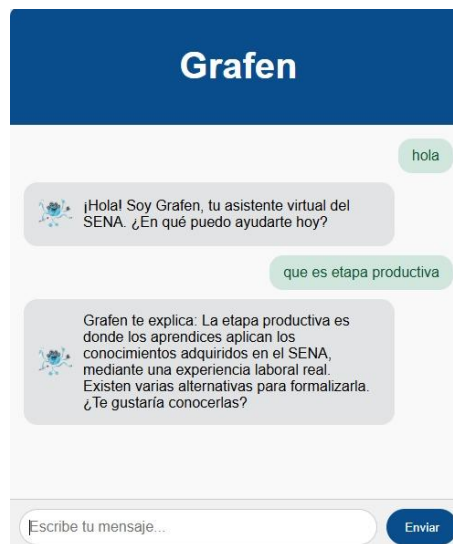 Grafen
hola
¡Hola! Soy Grafen, tu asistente virtual del
SENA. ¿En qué puedo ayudarte hoy?
que es etapa productiva
Grafen te explica: La etapa productiva es
donde los aprendices aplican los
conocimientos adquiridos en el SENA,
mediante una experiencia laboral real.
Existen varias alternativas para formalizarla.
¿Te gustaría conocerlas?
Escribe tu mensaje...
Enviar